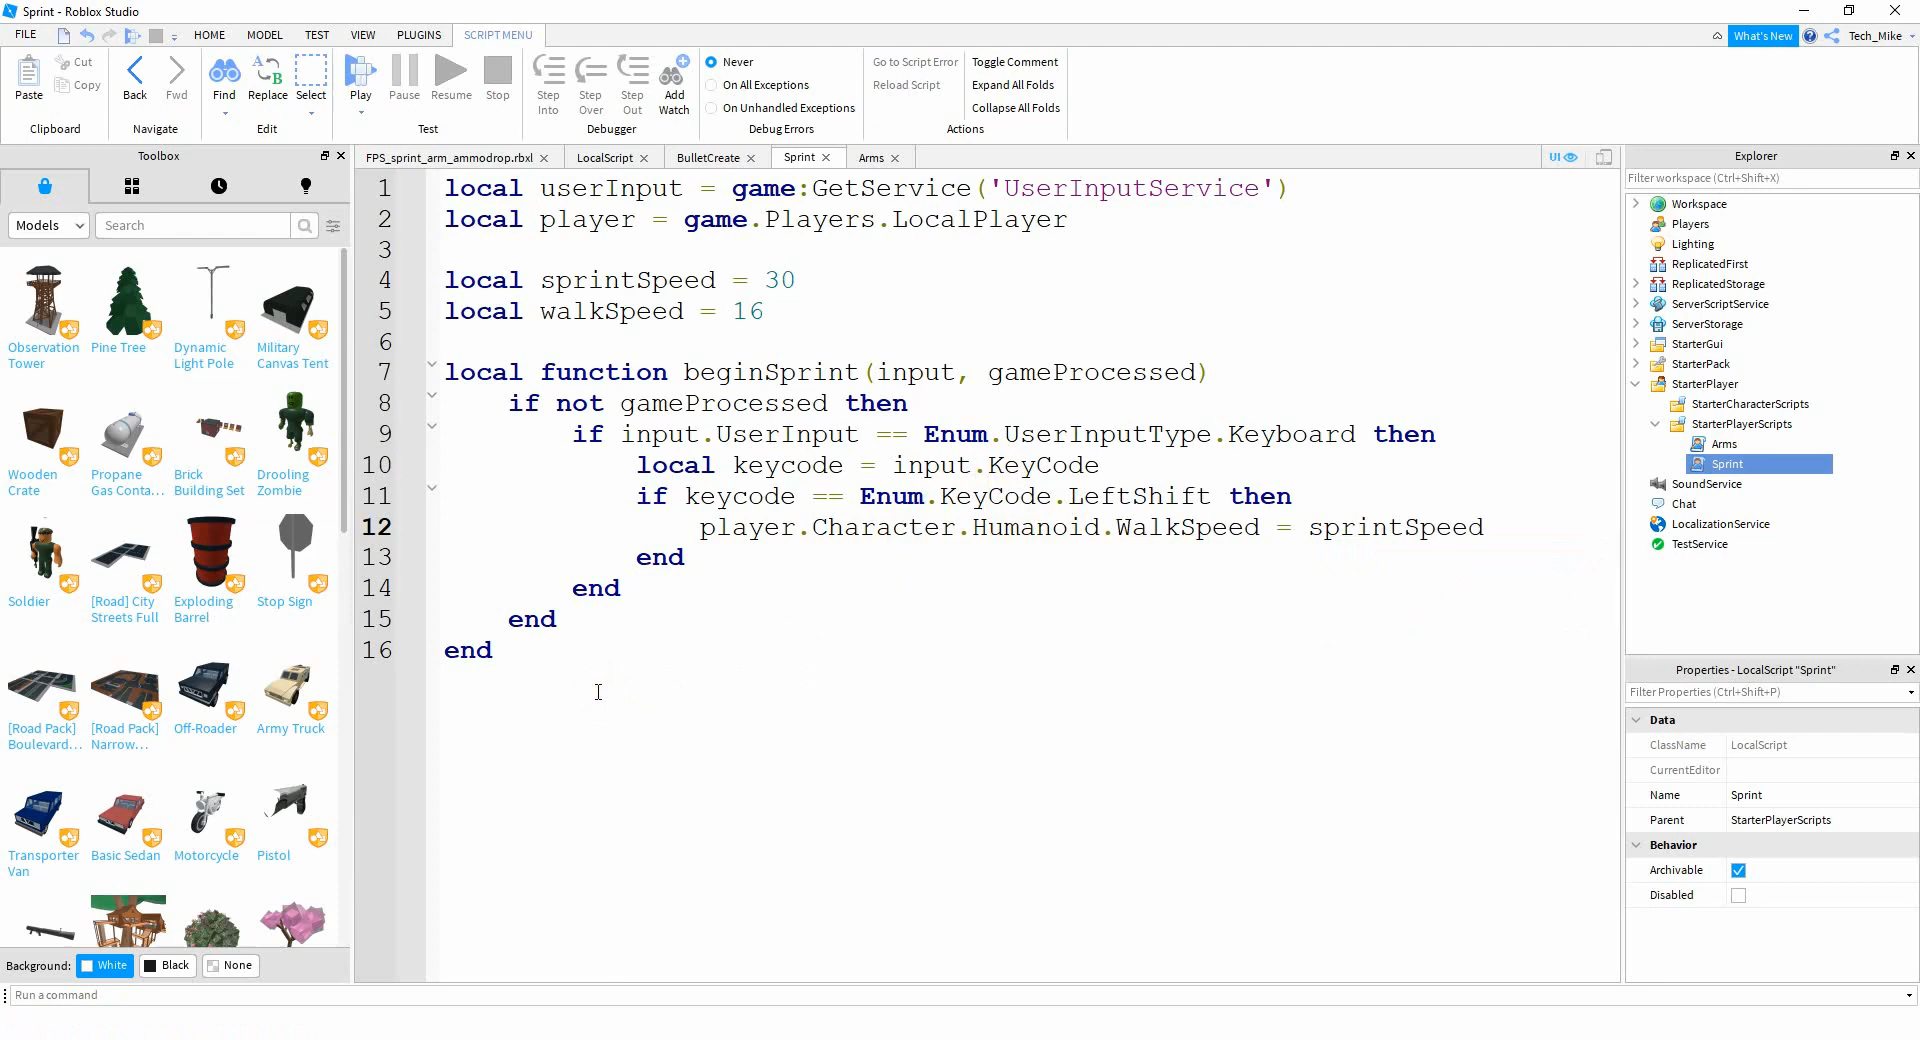 Sprint - Roblox Studio
FILE HOME MODEL TEST VIEW PLUGINS SCRIPT MENU What's New Tech_Mike
Paste Cut Copy Clipboard
Back Fwd Navigate
Find Replace Select Edit
Play Pause Resume Stop Test
Step Into Step Over Step Out Add Watch Debugger
Never
On All Exceptions
On Unhandled Exceptions
Debug Errors
Go to Script Error
Reload Script
Toggle Comment
Expand All Folds
Collapse All Folds
Actions
Toolbox
Models Search
Observation Tower
Pine Tree
Dynamic Light Pole
Military Canvas Tent
Wooden Crate
Propane Gas Conta...
Brick Building Set
Drooling Zombie
Soldier
[Road] City Streets Full
Exploding Barrel
Stop Sign
[Road Pack] Boulevard...
[Road Pack] Narrow...
Off-Roader
Army Truck
Transporter Van
Basic Sedan
Motorcycle
Pistol
Background: White Black None
Run a command
FPS_sprint_arm_ammodrop.rbxl LocalScript BulletCreate Sprint Arms UI
1 local userInput = game:GetService('UserInputService')
2 local player = game.Players.LocalPlayer
3
4 local sprintSpeed = 30
5 local walkSpeed = 16
6
7 local function beginSprint(input, gameProcessed)
8 if not gameProcessed then
9 if input.UserInput == Enum.UserInputType.Keyboard then
10 local keycode = input.KeyCode
11 if keycode == Enum.KeyCode.LeftShift then
12 player.Character.Humanoid.WalkSpeed = sprintSpeed
13 end
14 end
15 end
16 end
Explorer
Filter workspace (Ctrl+Shift+X)
Workspace
Players
Lighting
ReplicatedFirst
ReplicatedStorage
ServerScriptService
ServerStorage
StarterGui
StarterPack
StarterPlayer
StarterCharacterScripts
StarterPlayerScripts
Arms
Sprint
SoundService
Chat
LocalizationService
TestService
Properties - LocalScript "Sprint"
Filter Properties (Ctrl+Shift+P)
Data
ClassName LocalScript
CurrentEditor
Name Sprint
Parent StarterPlayerScripts
Behavior
Archivable
Disabled